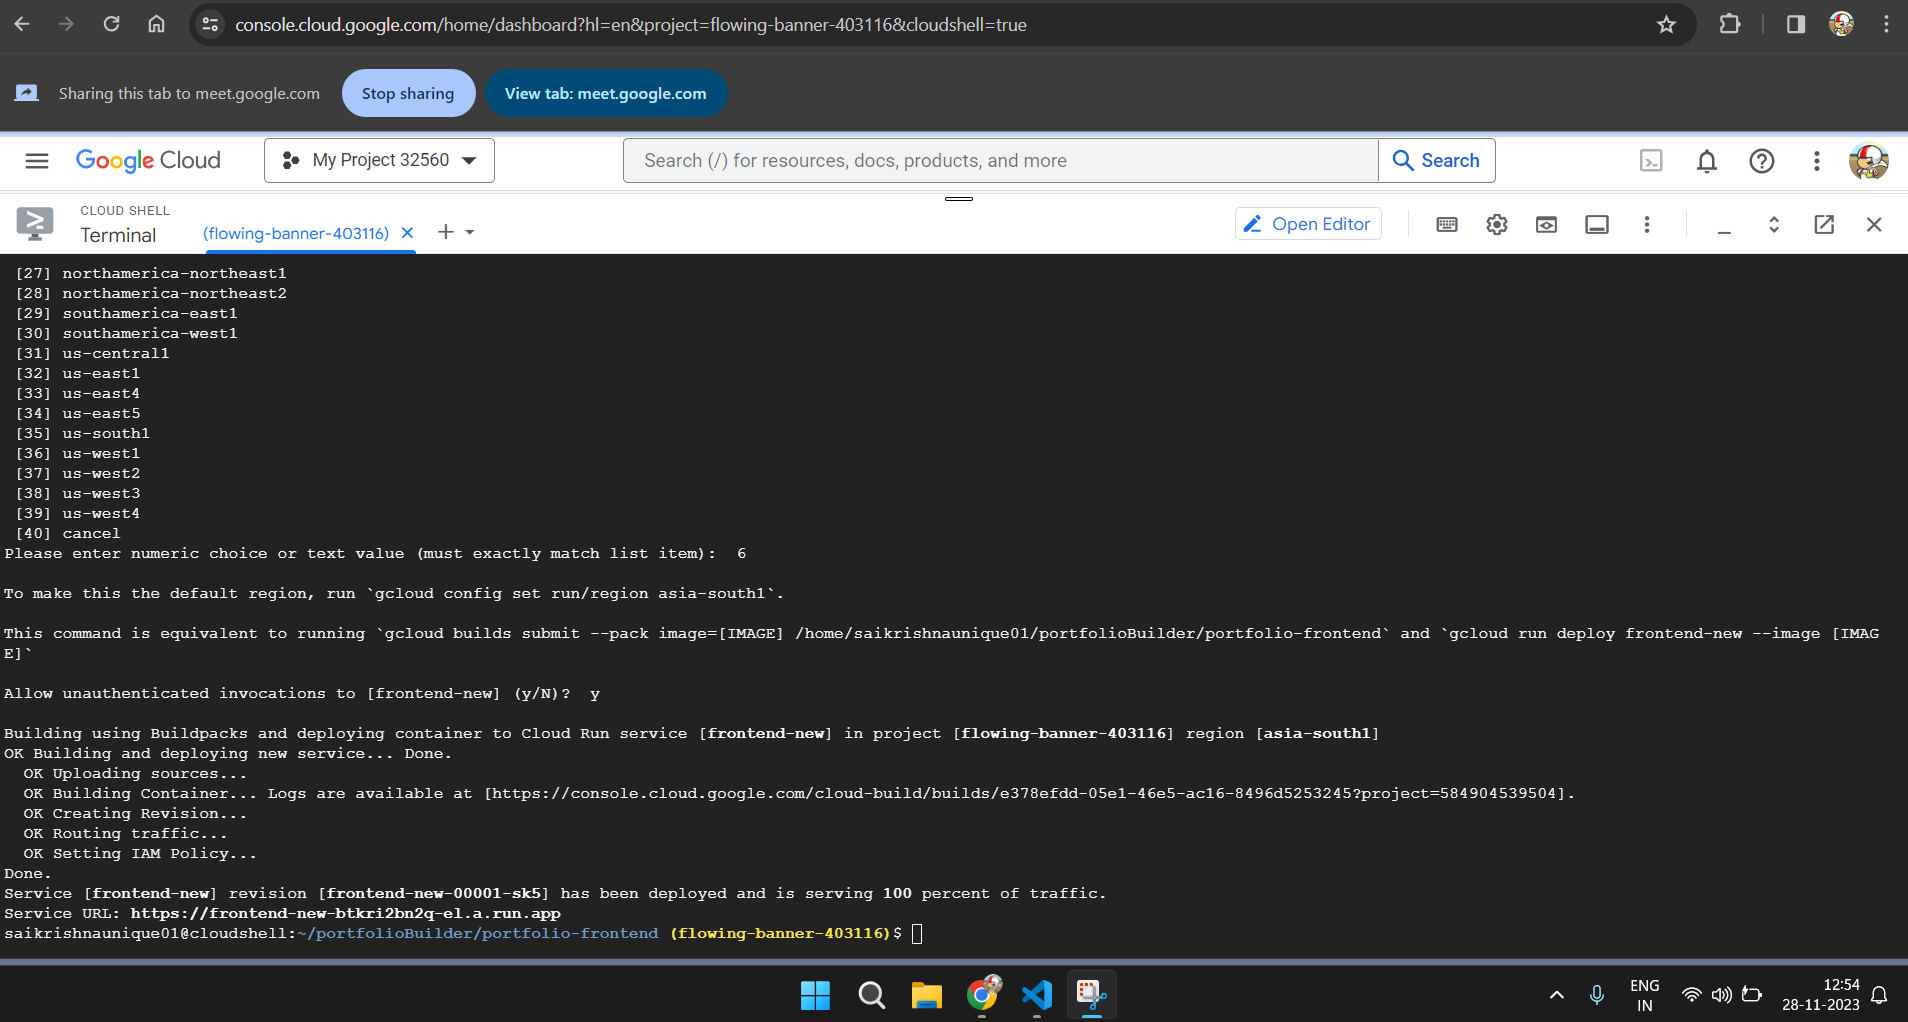 console.cloud.google.com/home/dashboard?hl=en&project=flowing-banner-403116&cloudshell=true
Sharing this tab to meet.google.com
Stop sharing
View tab: meet.google.com
Google Cloud
My Project 32560
Search (/) for resources, docs, products, and more
Search
CLOUD SHELL
Terminal
(flowing-banner-403116)
Open Editor
[27] northamerica-northeast1
[28] northamerica-northeast2
[29] southamerica-east1
[30] southamerica-west1
[31] us-central1
[32] us-east1
[33] us-east4
[34] us-east5
[35] us-south1
[36] us-west1
[37] us-west2
[38] us-west3
[39] us-west4
[40] cancel
Please enter numeric choice or text value (must exactly match list item):  6
To make this the default region, run `gcloud config set run/region asia-south1`.
This command is equivalent to running `gcloud builds submit --pack image=[IMAGE] /home/saikrishnaunique01/portfolioBuilder/portfolio-frontend` and `gcloud run deploy frontend-new --image [IMAG
E]`
Allow unauthenticated invocations to [frontend-new] (y/N)?  y
Building using Buildpacks and deploying container to Cloud Run service [frontend-new] in project [flowing-banner-403116] region [asia-south1]
OK Building and deploying new service... Done.
OK Uploading sources...
OK Building Container... Logs are available at [https://console.cloud.google.com/cloud-build/builds/e378efdd-05e1-46e5-ac16-8496d5253245?project=584904539504].
OK Creating Revision...
OK Routing traffic...
OK Setting IAM Policy...
Done.
Service [frontend-new] revision [frontend-new-00001-sk5] has been deployed and is serving 100 percent of traffic.
Service URL: https://frontend-new-btkri2bn2q-el.a.run.app
saikrishnaunique01@cloudshell:~/portfolioBuilder/portfolio-frontend (flowing-banner-403116)$
ENG
IN
12:54
28-11-2023